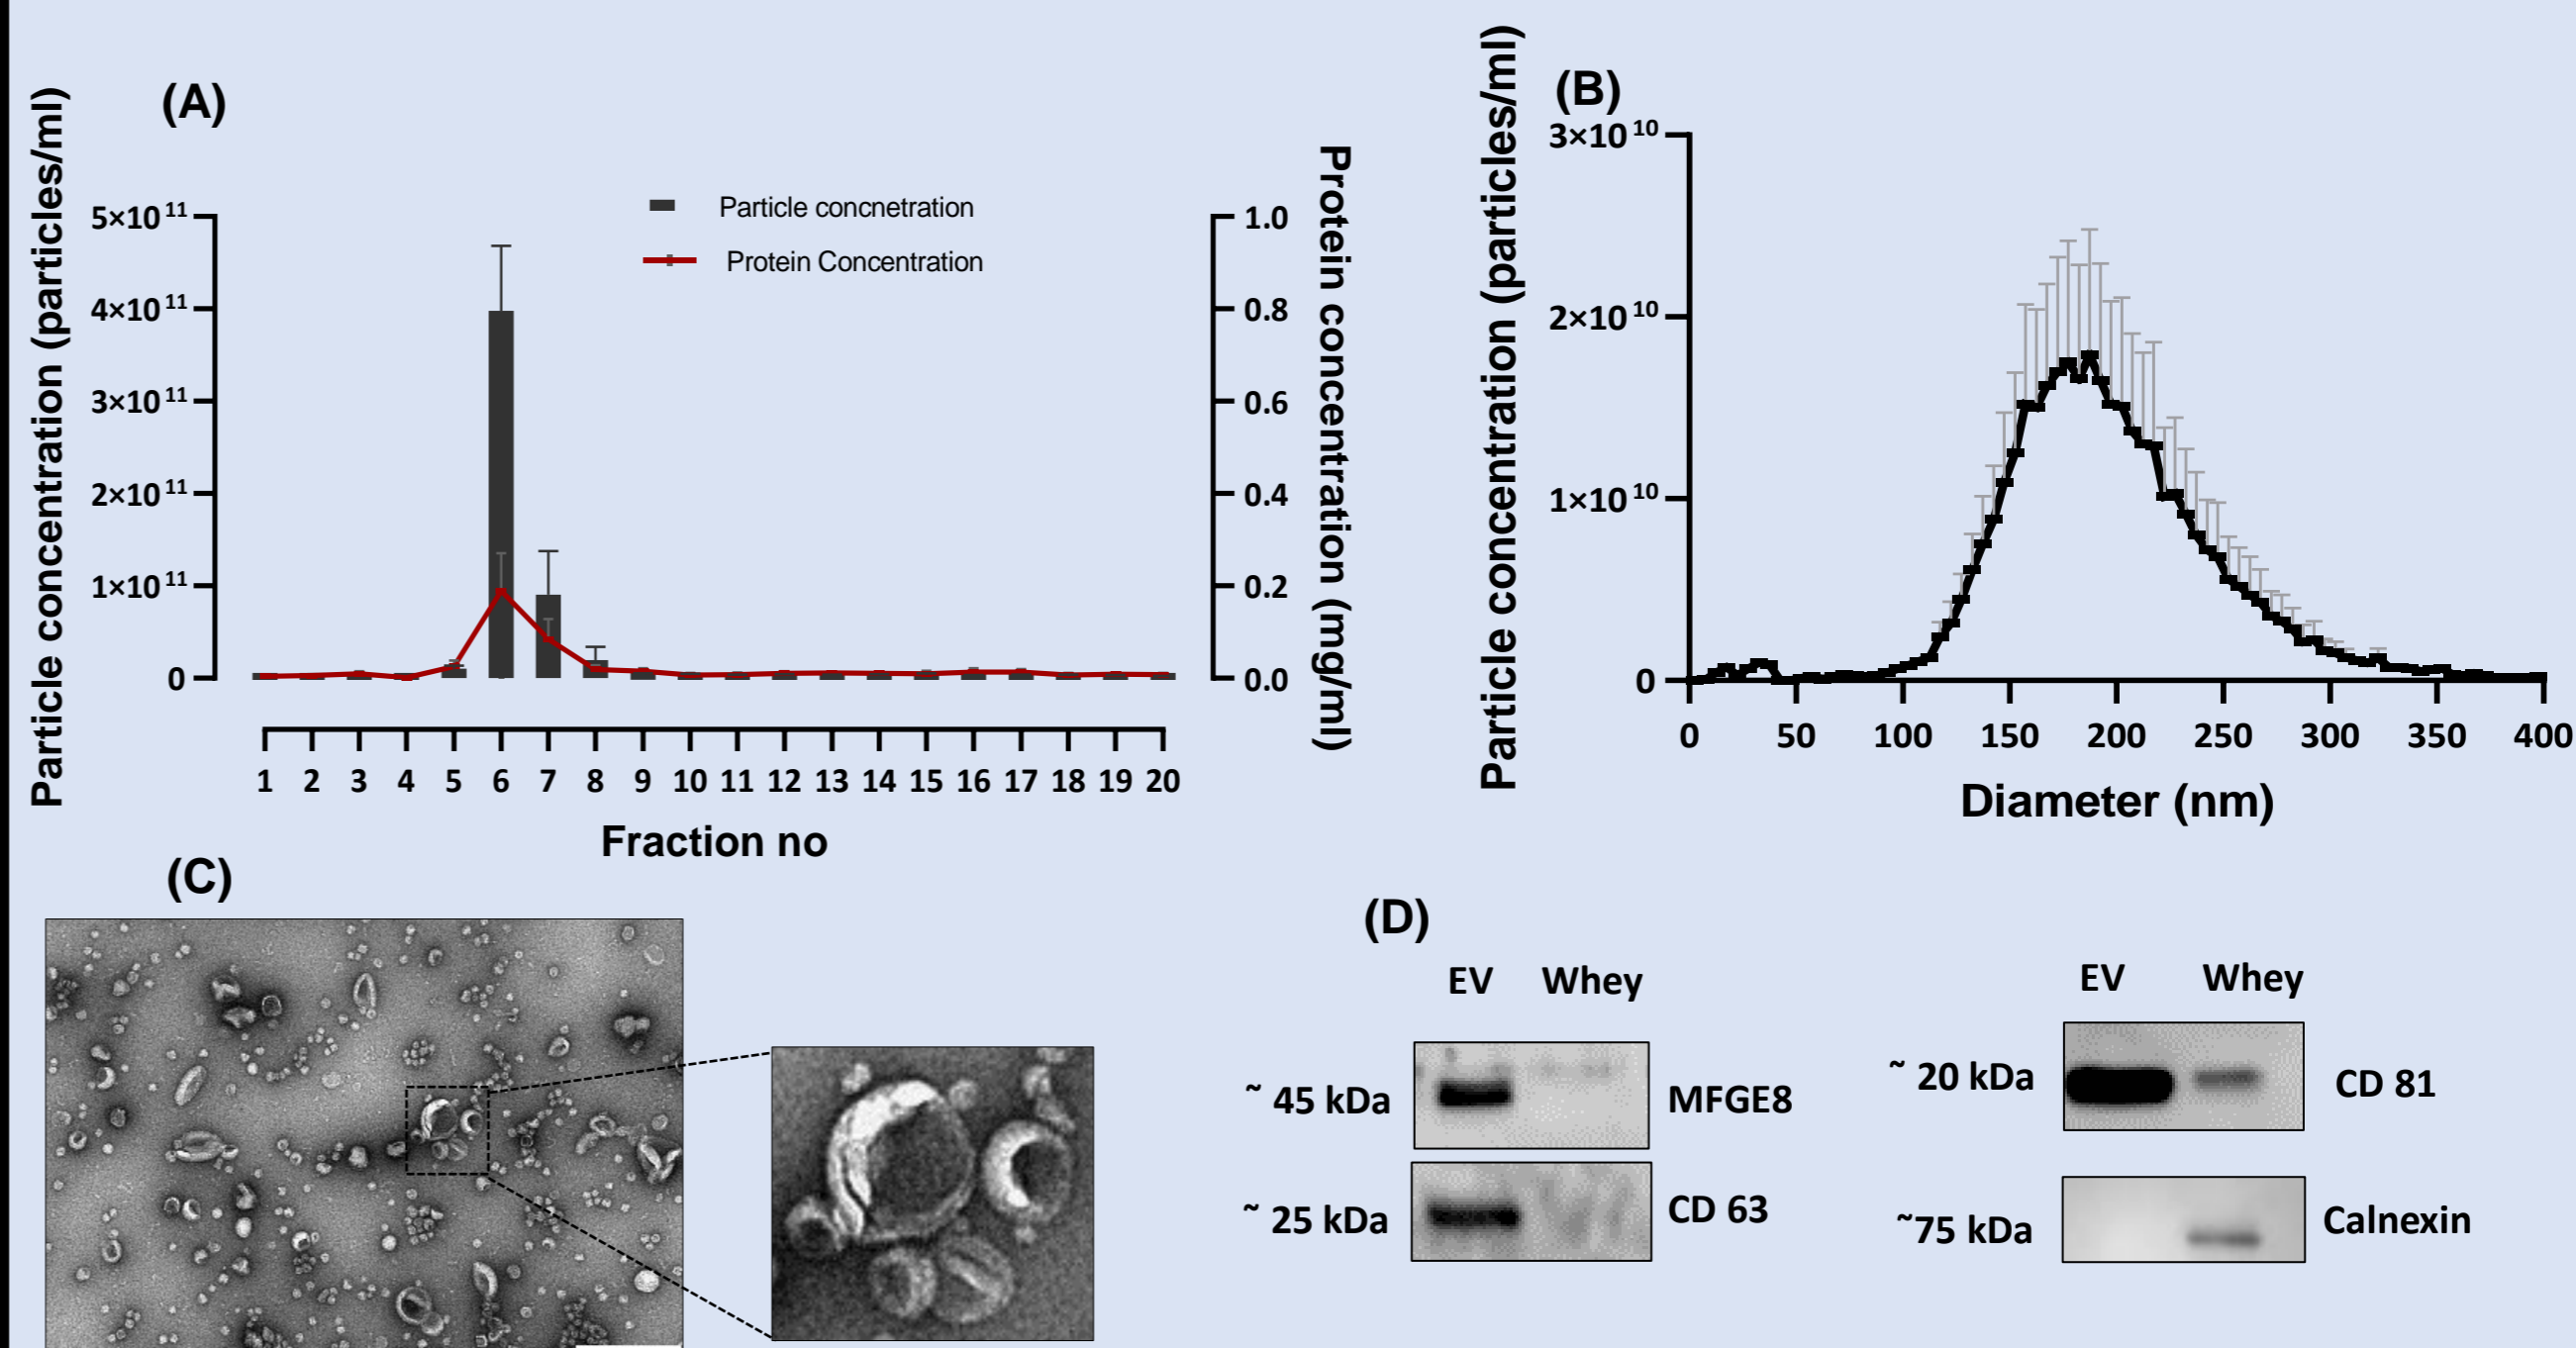 (A)
Particle concentration (particles/ml)
5×10¹¹
4×10¹¹
3×10¹¹
2×10¹¹
1×10¹¹
0
Particle concnetration
Protein Concentration
1.0
0.8
0.6
0.4
0.2
0.0
Protein concentration (mg/ml)
1 2 3 4 5 6 7 8 9 10 11 12 13 14 15 16 17 18 19 20
Fraction no
(B)
Particle concentration (particles/ml)
3×10¹⁰
2×10¹⁰
1×10¹⁰
0
0 50 100 150 200 250 300 350 400
Diameter (nm)
(C)
(D)
EV Whey
~ 45 kDa MFGE8
~ 25 kDa CD 63
EV Whey
~ 20 kDa CD 81
~75 kDa Calnexin